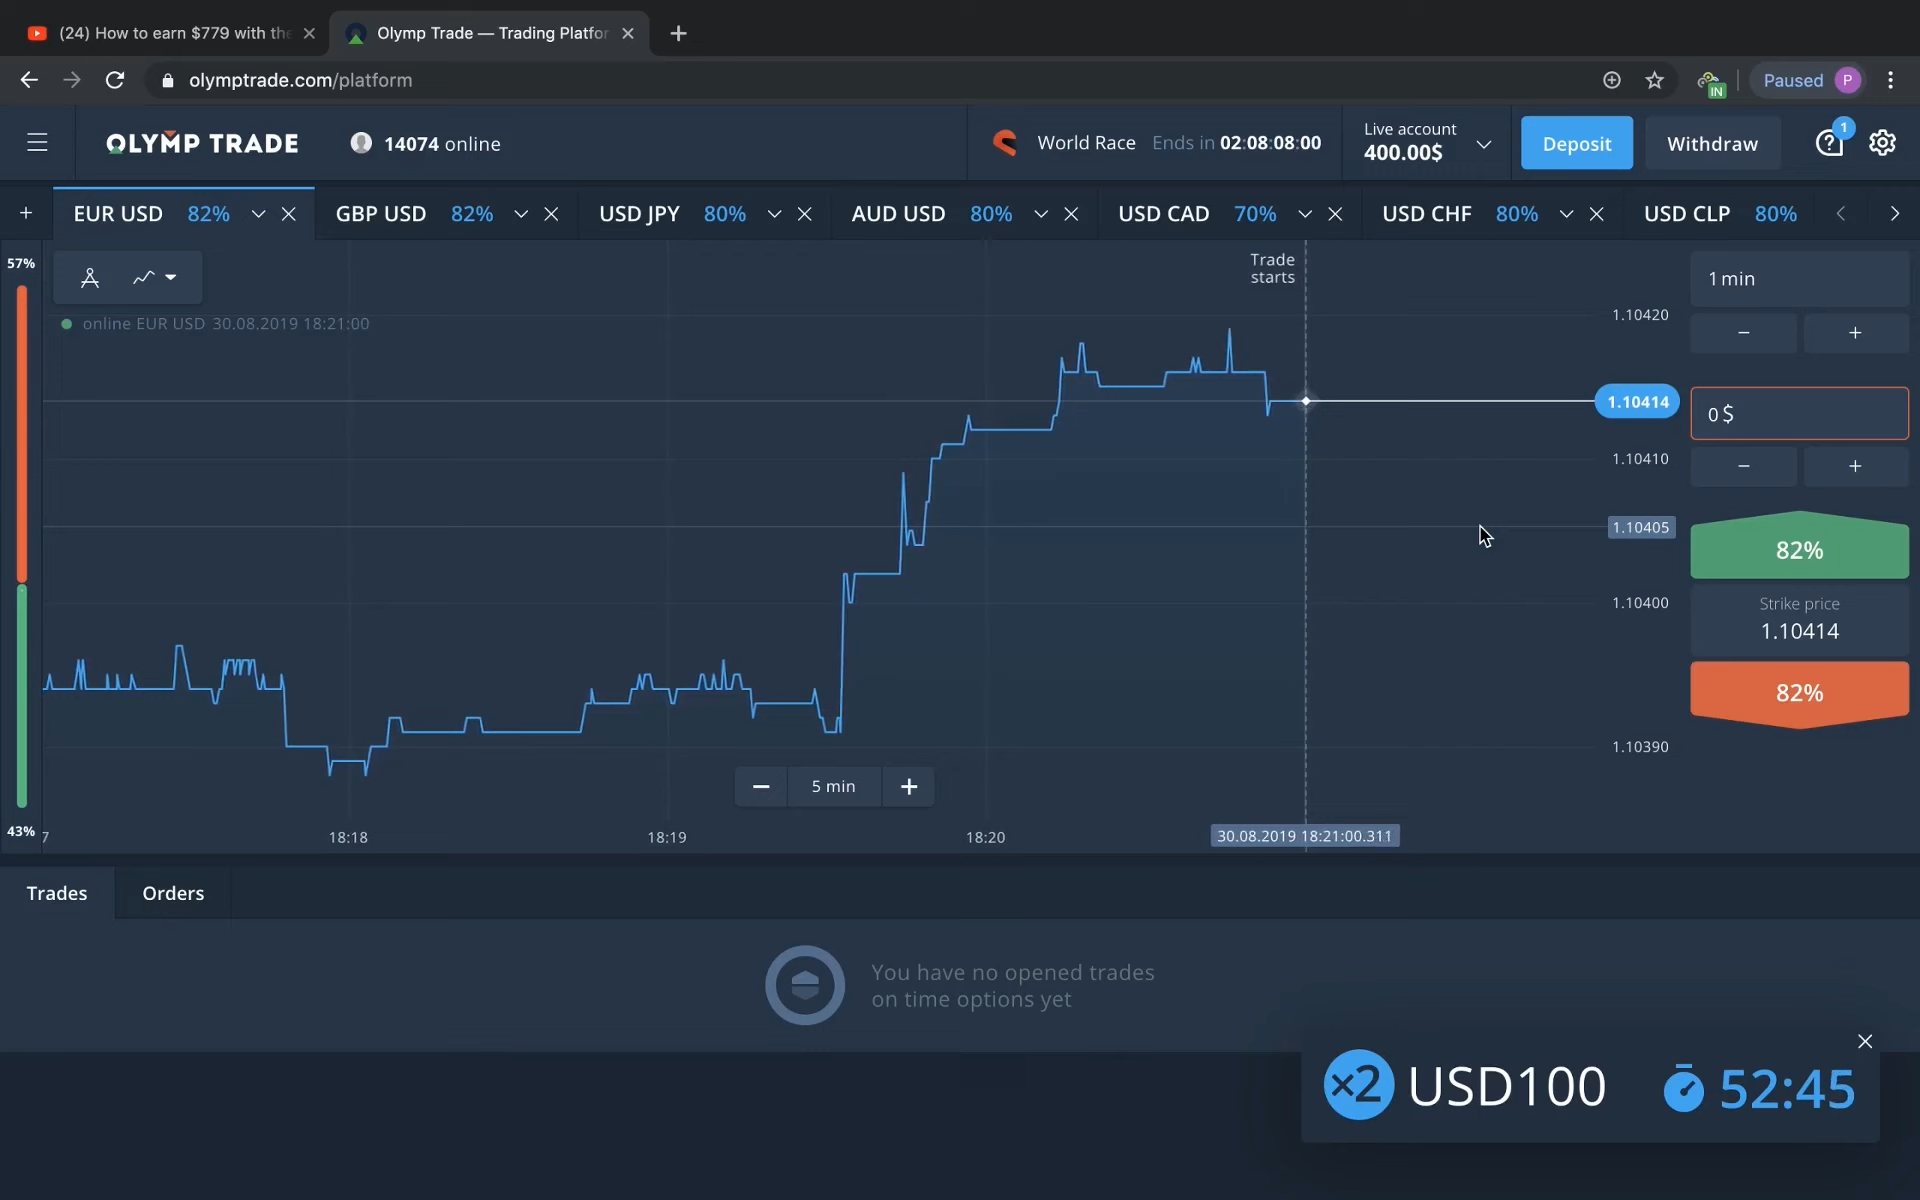 (24) How to earn $779 with the
Olymp Trade — Trading Platfor
olymptrade.com/platform
IN
Paused P
OLYMP TRADE
14074 online
World Race Ends in 02:08:08:00
Live account
400.00$
Deposit
Withdraw
1
EUR USD 82%
GBP USD 82%
USD JPY 80%
AUD USD 80%
USD CAD 70%
USD CHF 80%
USD CLP 80%
57%
online EUR USD 30.08.2019 18:21:00
Trade
starts
1.10420
1.10414
1.10410
1.10405
1.10400
1.10390
1 min
− +
0 $
− +
82%
Strike price
1.10414
82%
− 5 min +
43%
7 18:18 18:19 18:20 30.08.2019 18:21:00.311
Trades
Orders
You have no opened trades
on time options yet
×2 USD100 52:45